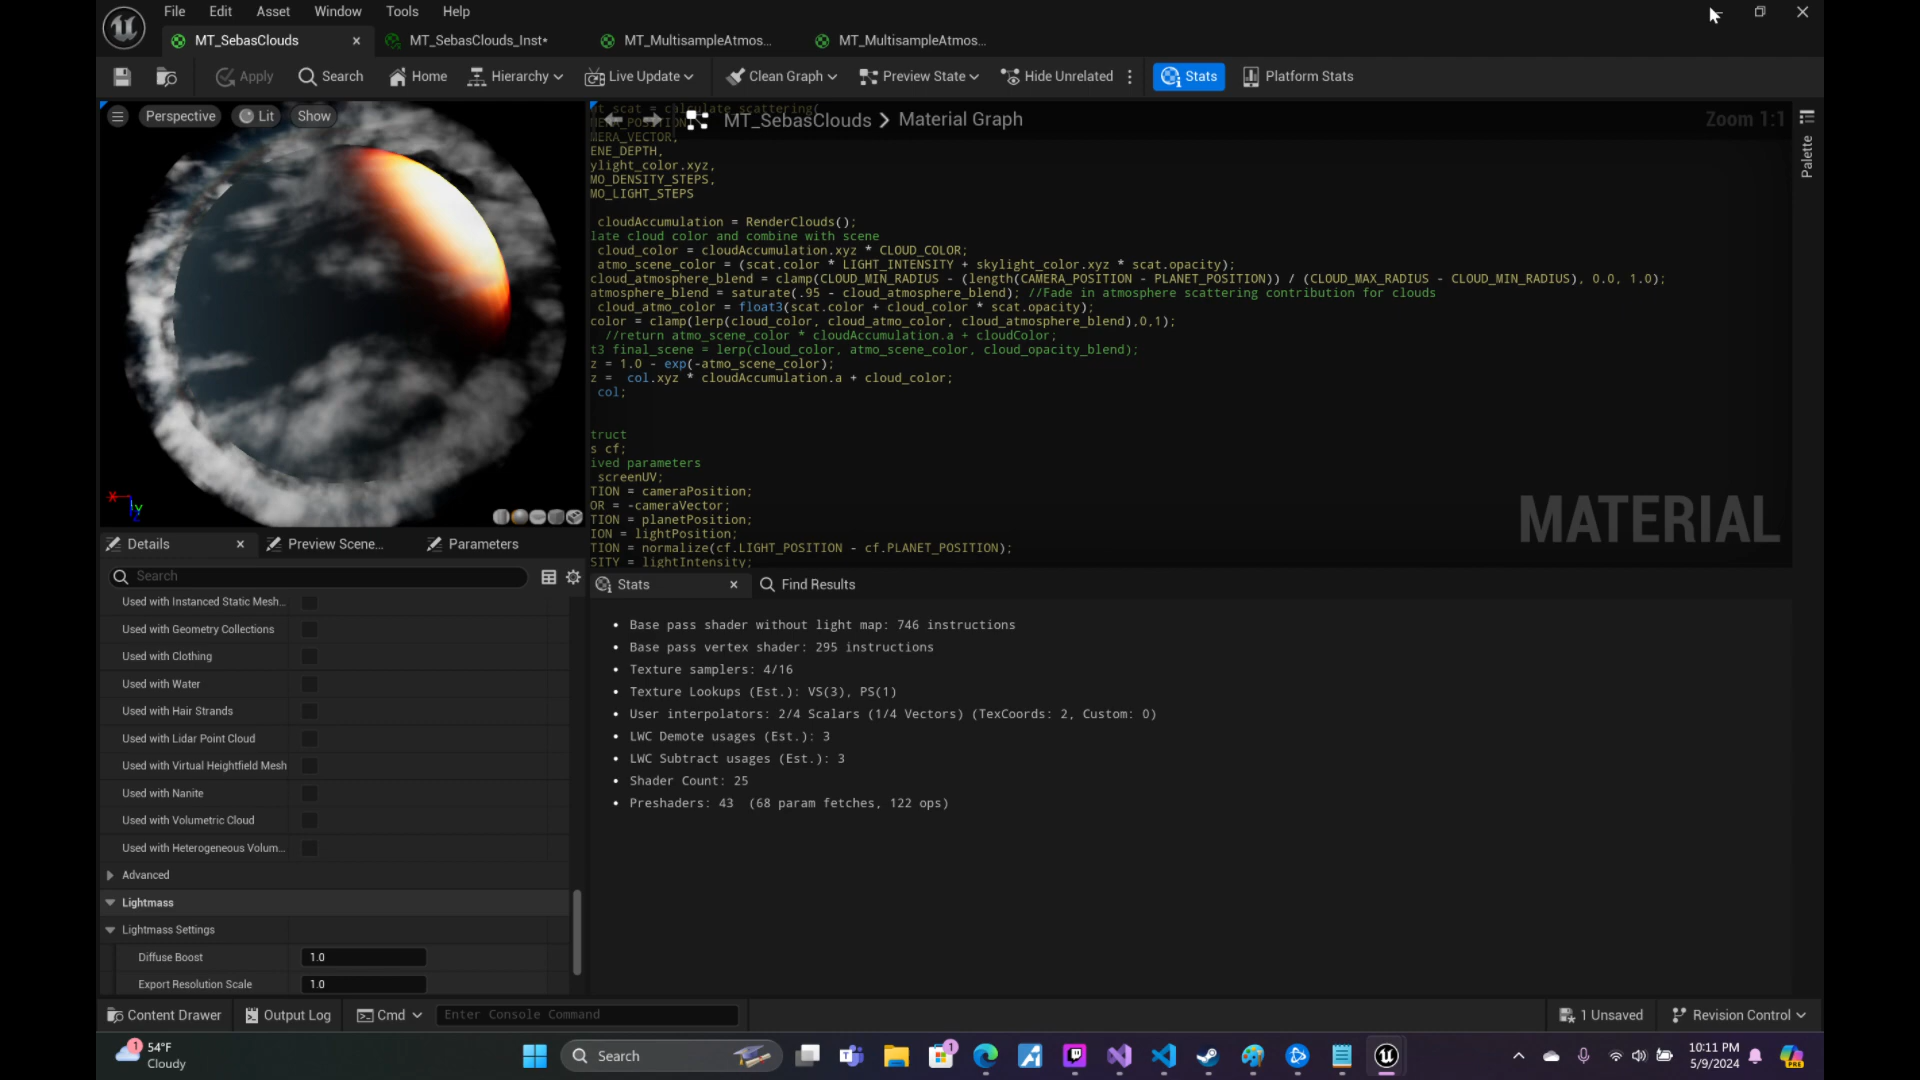 File Edit Asset Window Tools Help
MT_SebasClouds MT_SebasClouds_Inst* MT_MultisampleAtmos... MT_MultisampleAtmos...
Apply Search Home Hierarchy Live Update Clean Graph Preview State Hide Unrelated Stats Platform Stats
Perspective Lit Show
MT_SebasClouds > Material Graph Zoom 1:1
Palette
MERA_VECTOR,
ENE_DEPTH,
ylight_color.xyz,
MO_DENSITY_STEPS,
MO_LIGHT_STEPS
cloudAccumulation = RenderClouds();
late cloud color and combine with scene
cloud_color = cloudAccumulation.xyz * CLOUD_COLOR;
atmo_scene_color = (scat.color * LIGHT_INTENSITY + skylight_color.xyz * scat.opacity);
cloud_atmosphere_blend = clamp(CLOUD_MIN_RADIUS - (length(CAMERA_POSITION - PLANET_POSITION)) / (CLOUD_MAX_RADIUS - CLOUD_MIN_RADIUS), 0.0, 1.0);
atmosphere_blend = saturate(.95 - cloud_atmosphere_blend); //Fade in atmosphere scattering contribution for clouds
cloud_atmo_color = float3(scat.color + cloud_color * scat.opacity);
color = clamp(lerp(cloud_color, cloud_atmo_color, cloud_atmosphere_blend),0,1);
//return atmo_scene_color * cloudAccumulation.a + cloudColor;
t3 final_scene = lerp(cloud_color, atmo_scene_color, cloud_opacity_blend);
z = 1.0 - exp(-atmo_scene_color);
z = col.xyz * cloudAccumulation.a + cloud_color;
col;
truct
s cf;
ived parameters
screenUV;
TION = cameraPosition;
OR = -cameraVector;
TION = planetPosition;
ION = lightPosition;
TION = normalize(cf.LIGHT_POSITION - cf.PLANET_POSITION);
SITY = lightIntensity;
MATERIAL
X Y
Details Preview Scene... Parameters
Search
Used with Instanced Static Mesh...
Used with Geometry Collections
Used with Clothing
Used with Water
Used with Hair Strands
Used with Lidar Point Cloud
Used with Virtual Heightfield Mesh
Used with Nanite
Used with Volumetric Cloud
Used with Heterogeneous Volum...
Advanced
Lightmass
Lightmass Settings
Diffuse Boost 1.0
Export Resolution Scale 1.0
Stats Find Results
• Base pass shader without light map: 746 instructions
• Base pass vertex shader: 295 instructions
• Texture samplers: 4/16
• Texture Lookups (Est.): VS(3), PS(1)
• User interpolators: 2/4 Scalars (1/4 Vectors) (TexCoords: 2, Custom: 0)
• LWC Demote usages (Est.): 3
• LWC Subtract usages (Est.): 3
• Shader Count: 25
• Preshaders: 43 (68 param fetches, 122 ops)
Content Drawer Output Log Cmd Enter Console Command 1 Unsaved Revision Control
1 54°F
Cloudy
Search
1
10:11 PM
5/9/2024
PRE